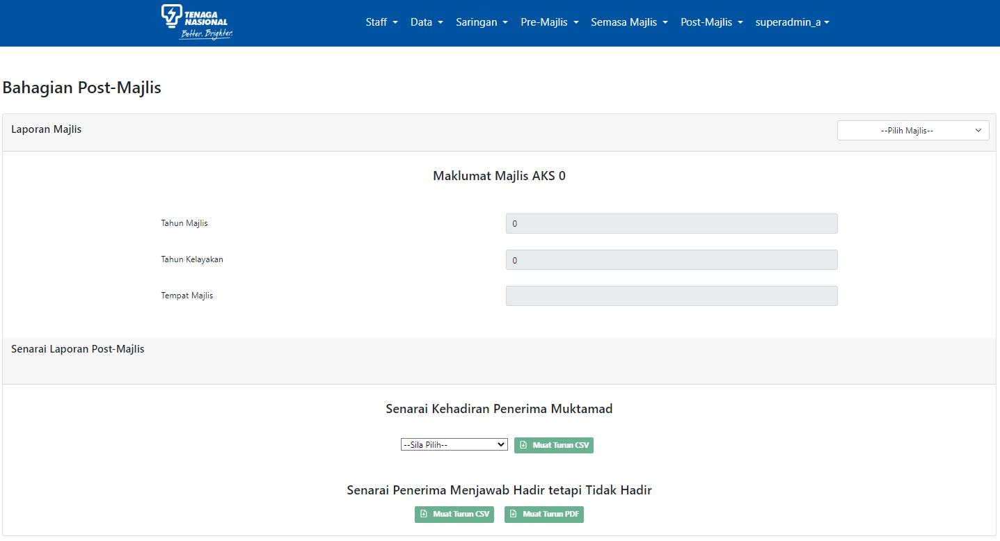 TENAGA
NASIONAL
Better. Brighter.
Staff Data Saringan Pre-Majlis Semasa Majlis Post-Majlis superadmin_a
Bahagian Post-Majlis
Laporan Majlis --Pilih Majlis--
Maklumat Majlis AKS 0
Tahun Majlis 0
Tahun Kelayakan 0
Tempat Majlis
Senarai Laporan Post-Majlis
Senarai Kehadiran Penerima Muktamad
--Sila Pilih-- Muat Turun CSV
Senarai Penerima Menjawab Hadir tetapi Tidak Hadir
Muat Turun CSV Muat Turun PDF